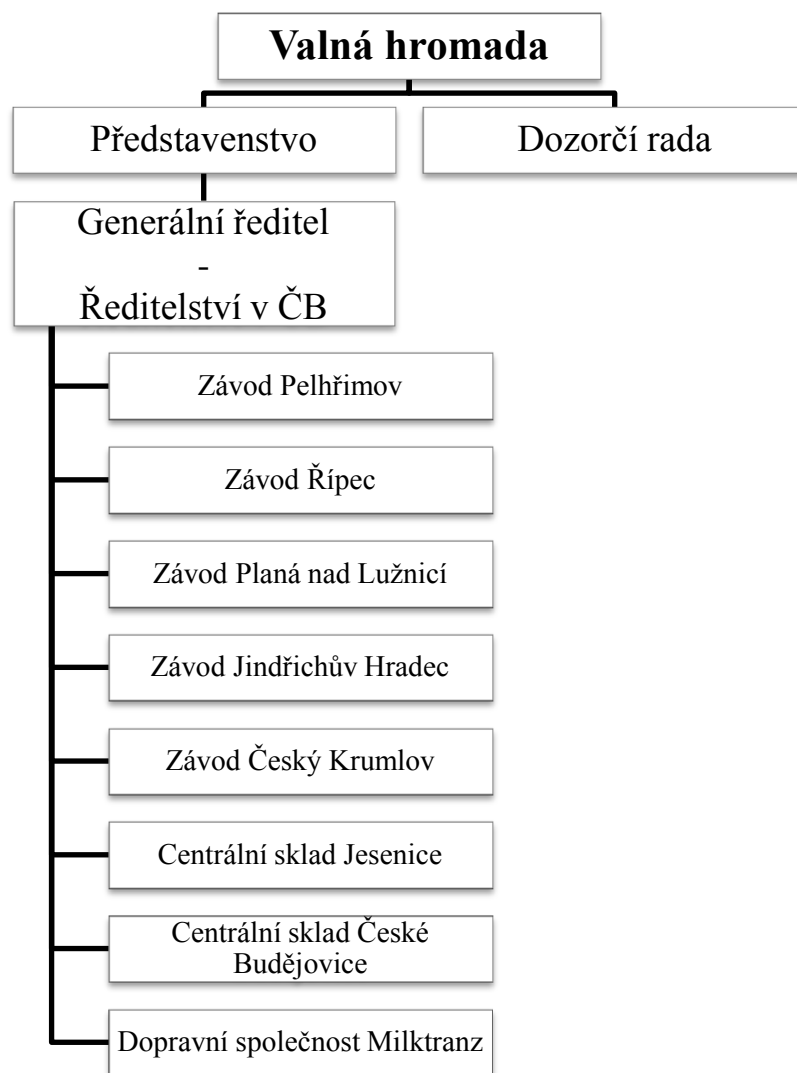 Valná hromada
Představenstvo
Dozorčí rada
Generální ředitel
-
Ředitelství v ČB
Závod Pelhřimov
Závod Řípec
Závod Planá nad Lužnicí
Závod Jindřichův Hradec
Závod Český Krumlov
Centrální sklad Jesenice
Centrální sklad České
Budějovice
Dopravní společnost Milktranz